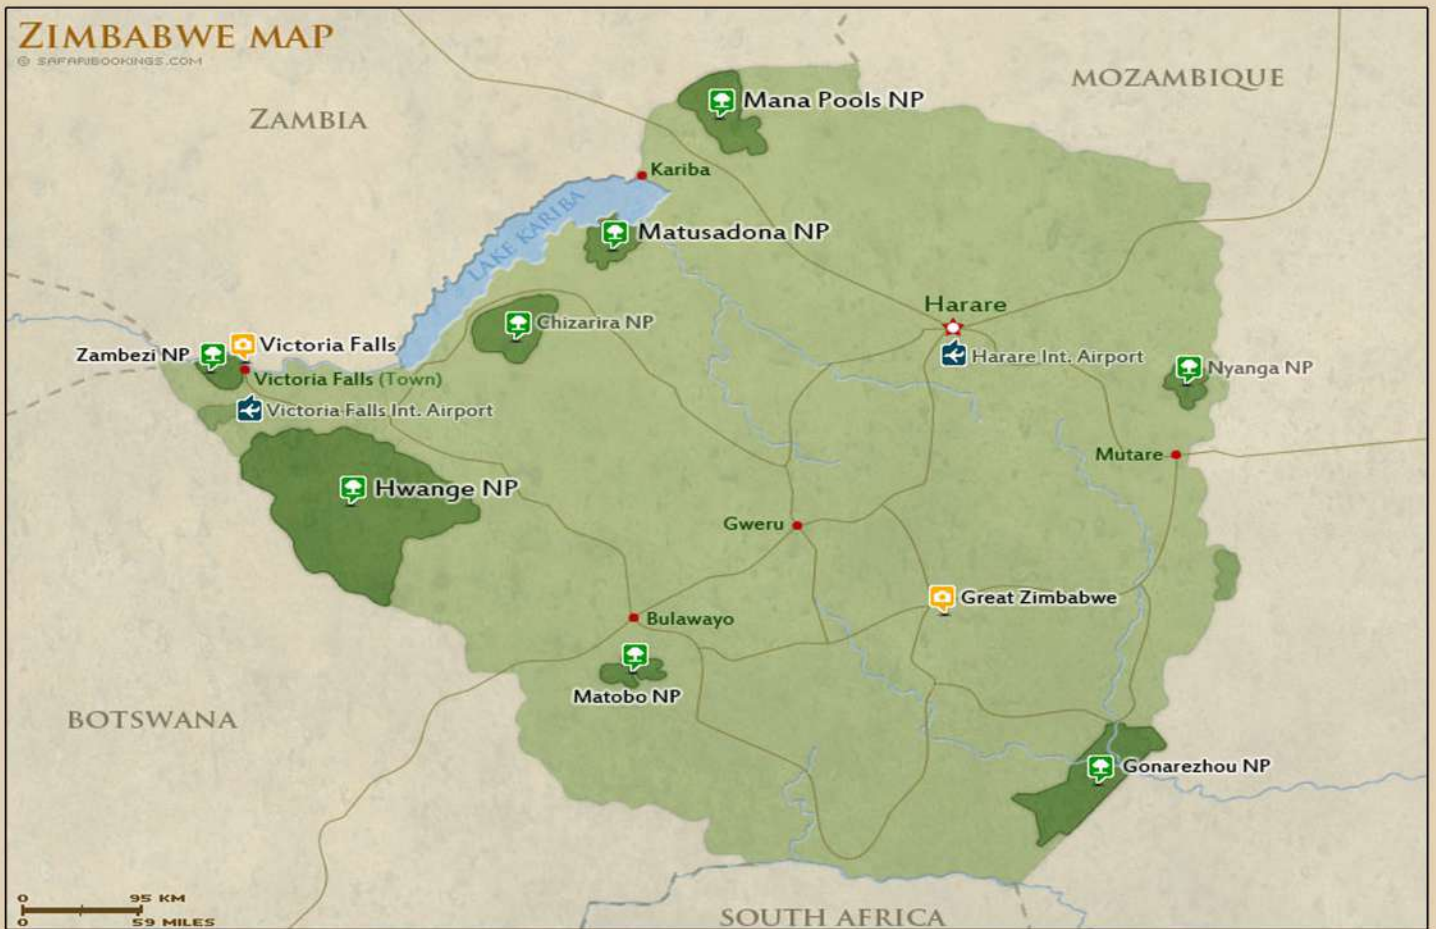 ZIMBABWE MAP
© SAFARIBOOKINGS.COM
ZAMBIA
MOZAMBIQUE
Mana Pools NP
Kariba
LAKE KARIBA
Matusadona NP
Harare
Chizarira NP
Victoria Falls
Zambezi NP
Harare Int. Airport
Nyanga NP
Victoria Falls (Town)
Victoria Falls Int. Airport
Mutare
Hwange NP
Gweru
Great Zimbabwe
Bulawayo
Matobo NP
BOTSWANA
Gonarezhou NP
0 95 KM
0 59 MILES
SOUTH AFRICA